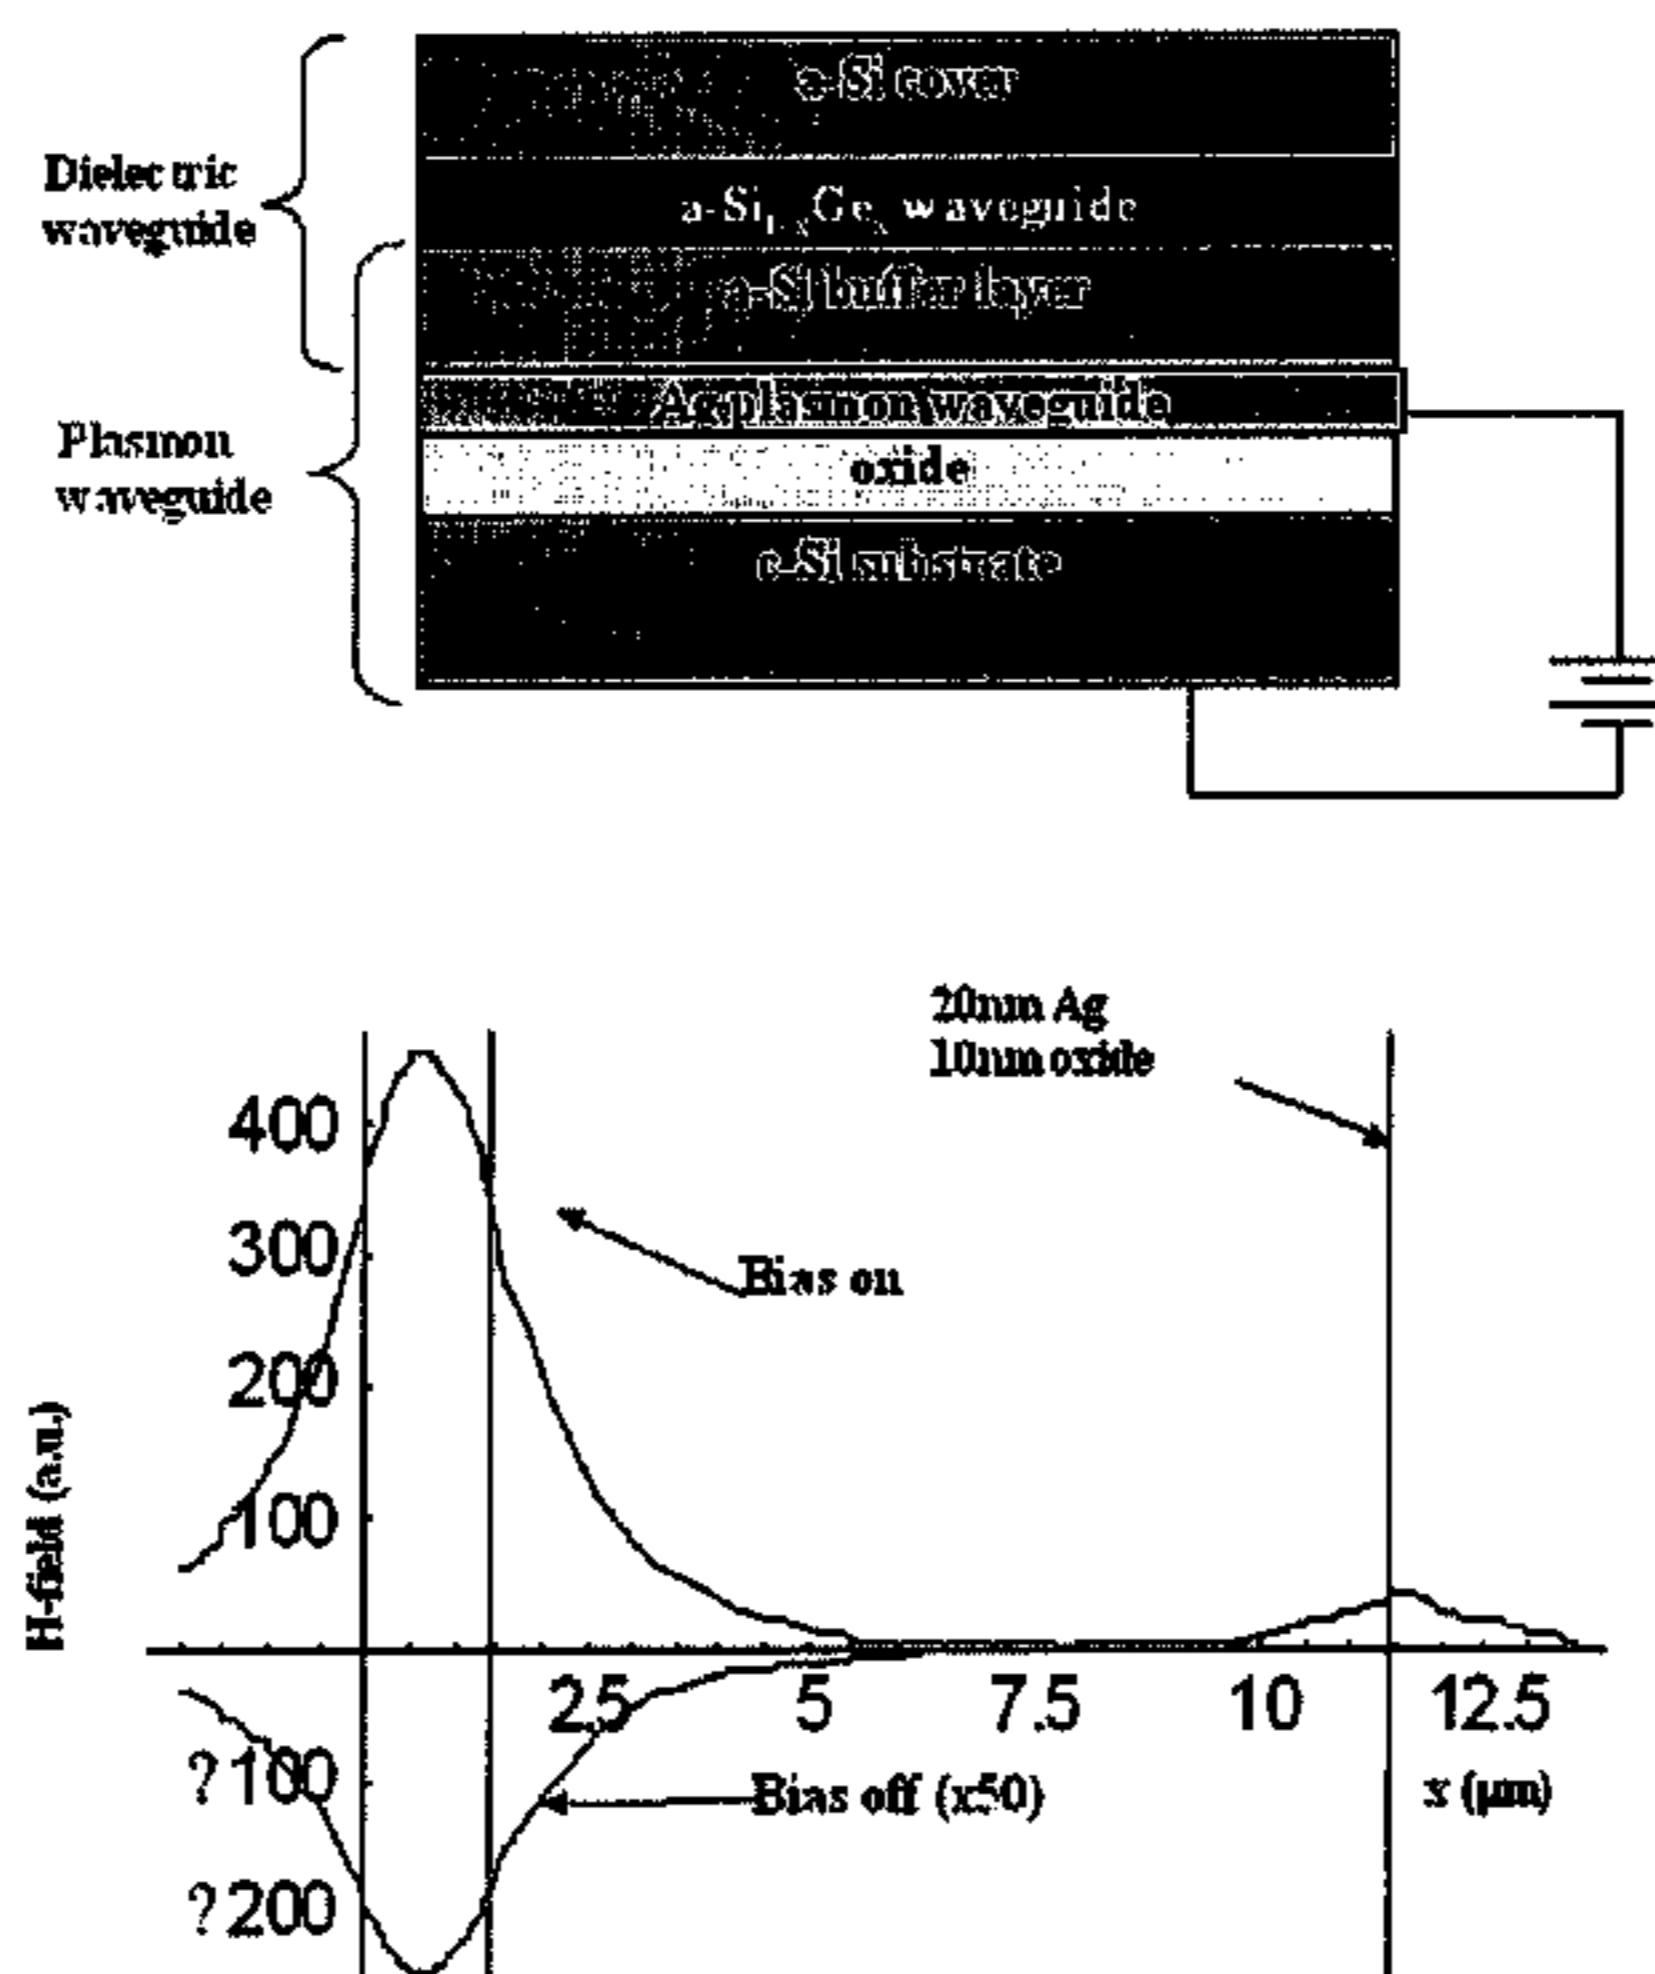 a-Si cover
Dielectric
waveguide
a-Si1-xGex waveguide
a-Si buffer layer
Ag plasmon waveguide
Plasmon
waveguide
oxide
c-Si substrate
20nm Ag
10nm oxide
400
300
Bias on
200
100
H-field (a.u.)
2.5
5
7.5
10
12.5
?100
Bias off (x50)
x (μm)
?200